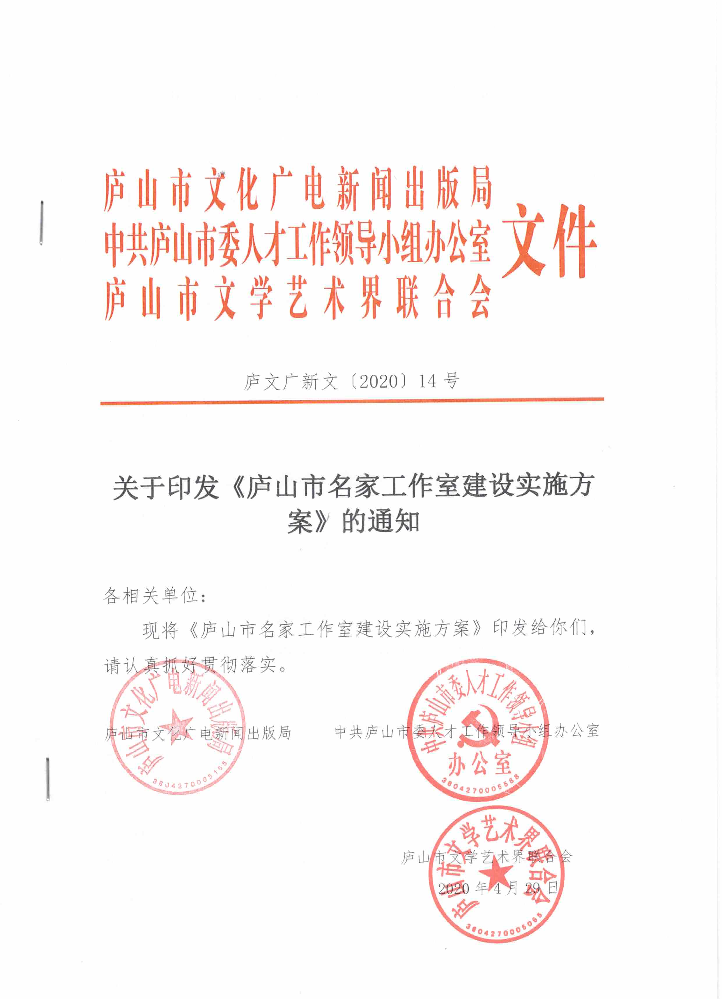 庐山市文化广电新闻出版局
中共庐山市委人才工作领导小组办公室
文件
庐山市文学艺术界联合会
庐文广新文〔2020〕14号
关于印发《庐山市名家工作室建设实施方
案》的通知
各相关单位：
现将《庐山市名家工作室建设实施方案》印发给你们，
请认真抓好贯彻落实。
庐山市文化广电新闻出版局
3604270005155
庐山市文化广电新闻出版局
中共庐山市委人才工作领导小组办公室
中共庐山市委人才工作领导小组
办公室
3604270005588
庐山市文学艺术界联合会
2020年4月29日
庐山市文学艺术界联合会
3604270005065